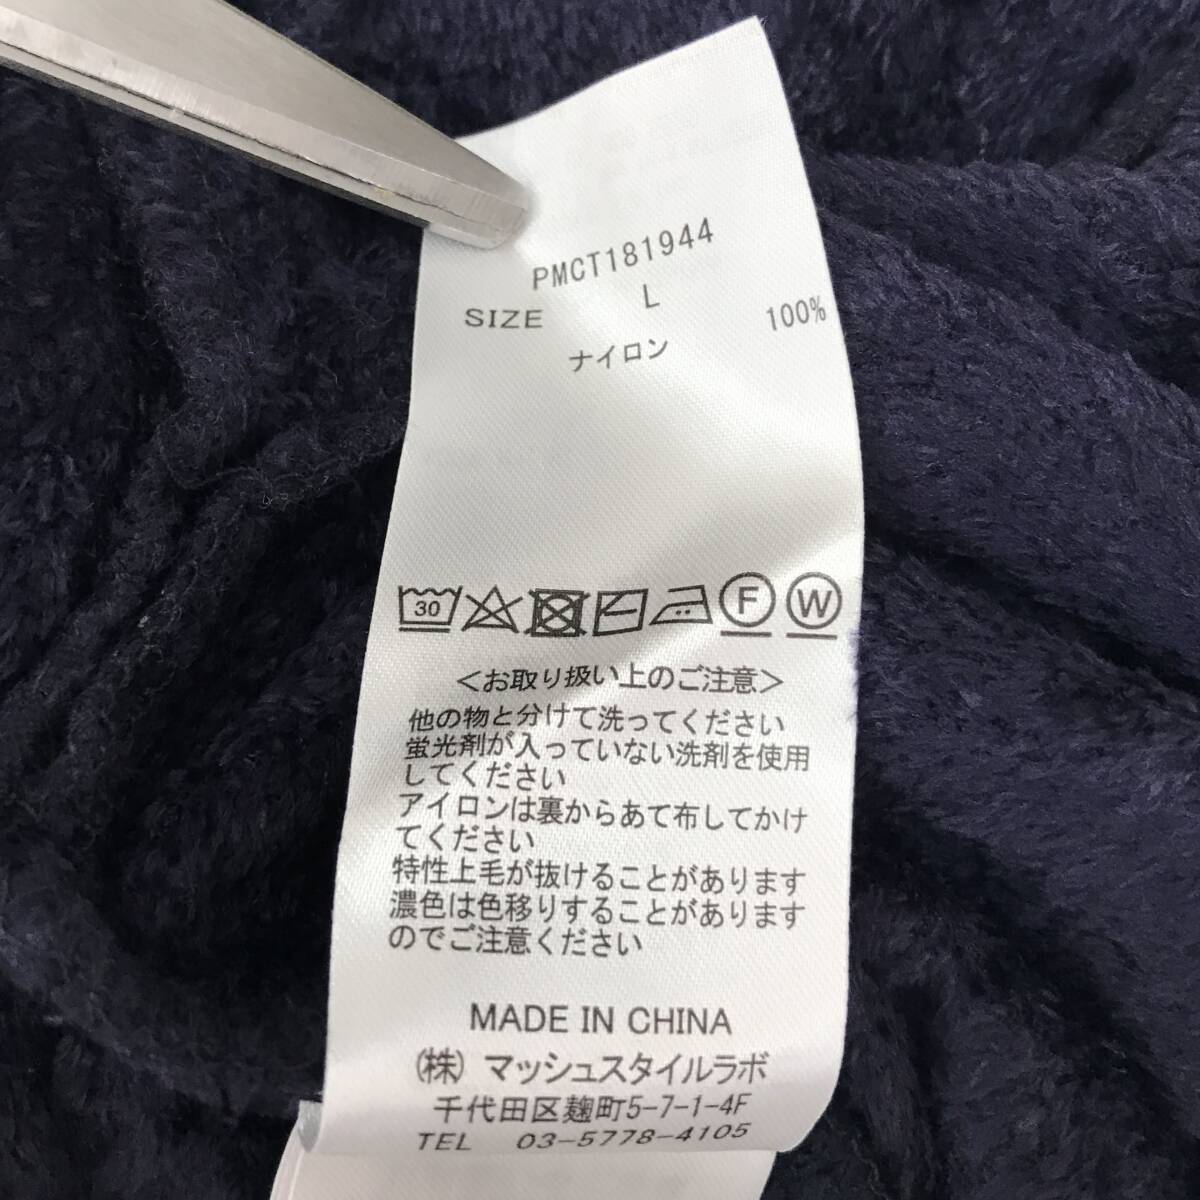 PMCT181944
SIZE L
ナイロン 100%
30 F W
<お取り扱い上のご注意>
他の物と分けて洗ってください
蛍光剤が入っていない洗剤を使用
してください
アイロンは裏からあて布してかけ
てください
特性上毛が抜けることがあります
濃色は色移りすることがあります
のでご注意ください
MADE IN CHINA
(株) マッシュスタイルラボ
千代田区麹町5-7-1-4F
TEL 03-5778-4105